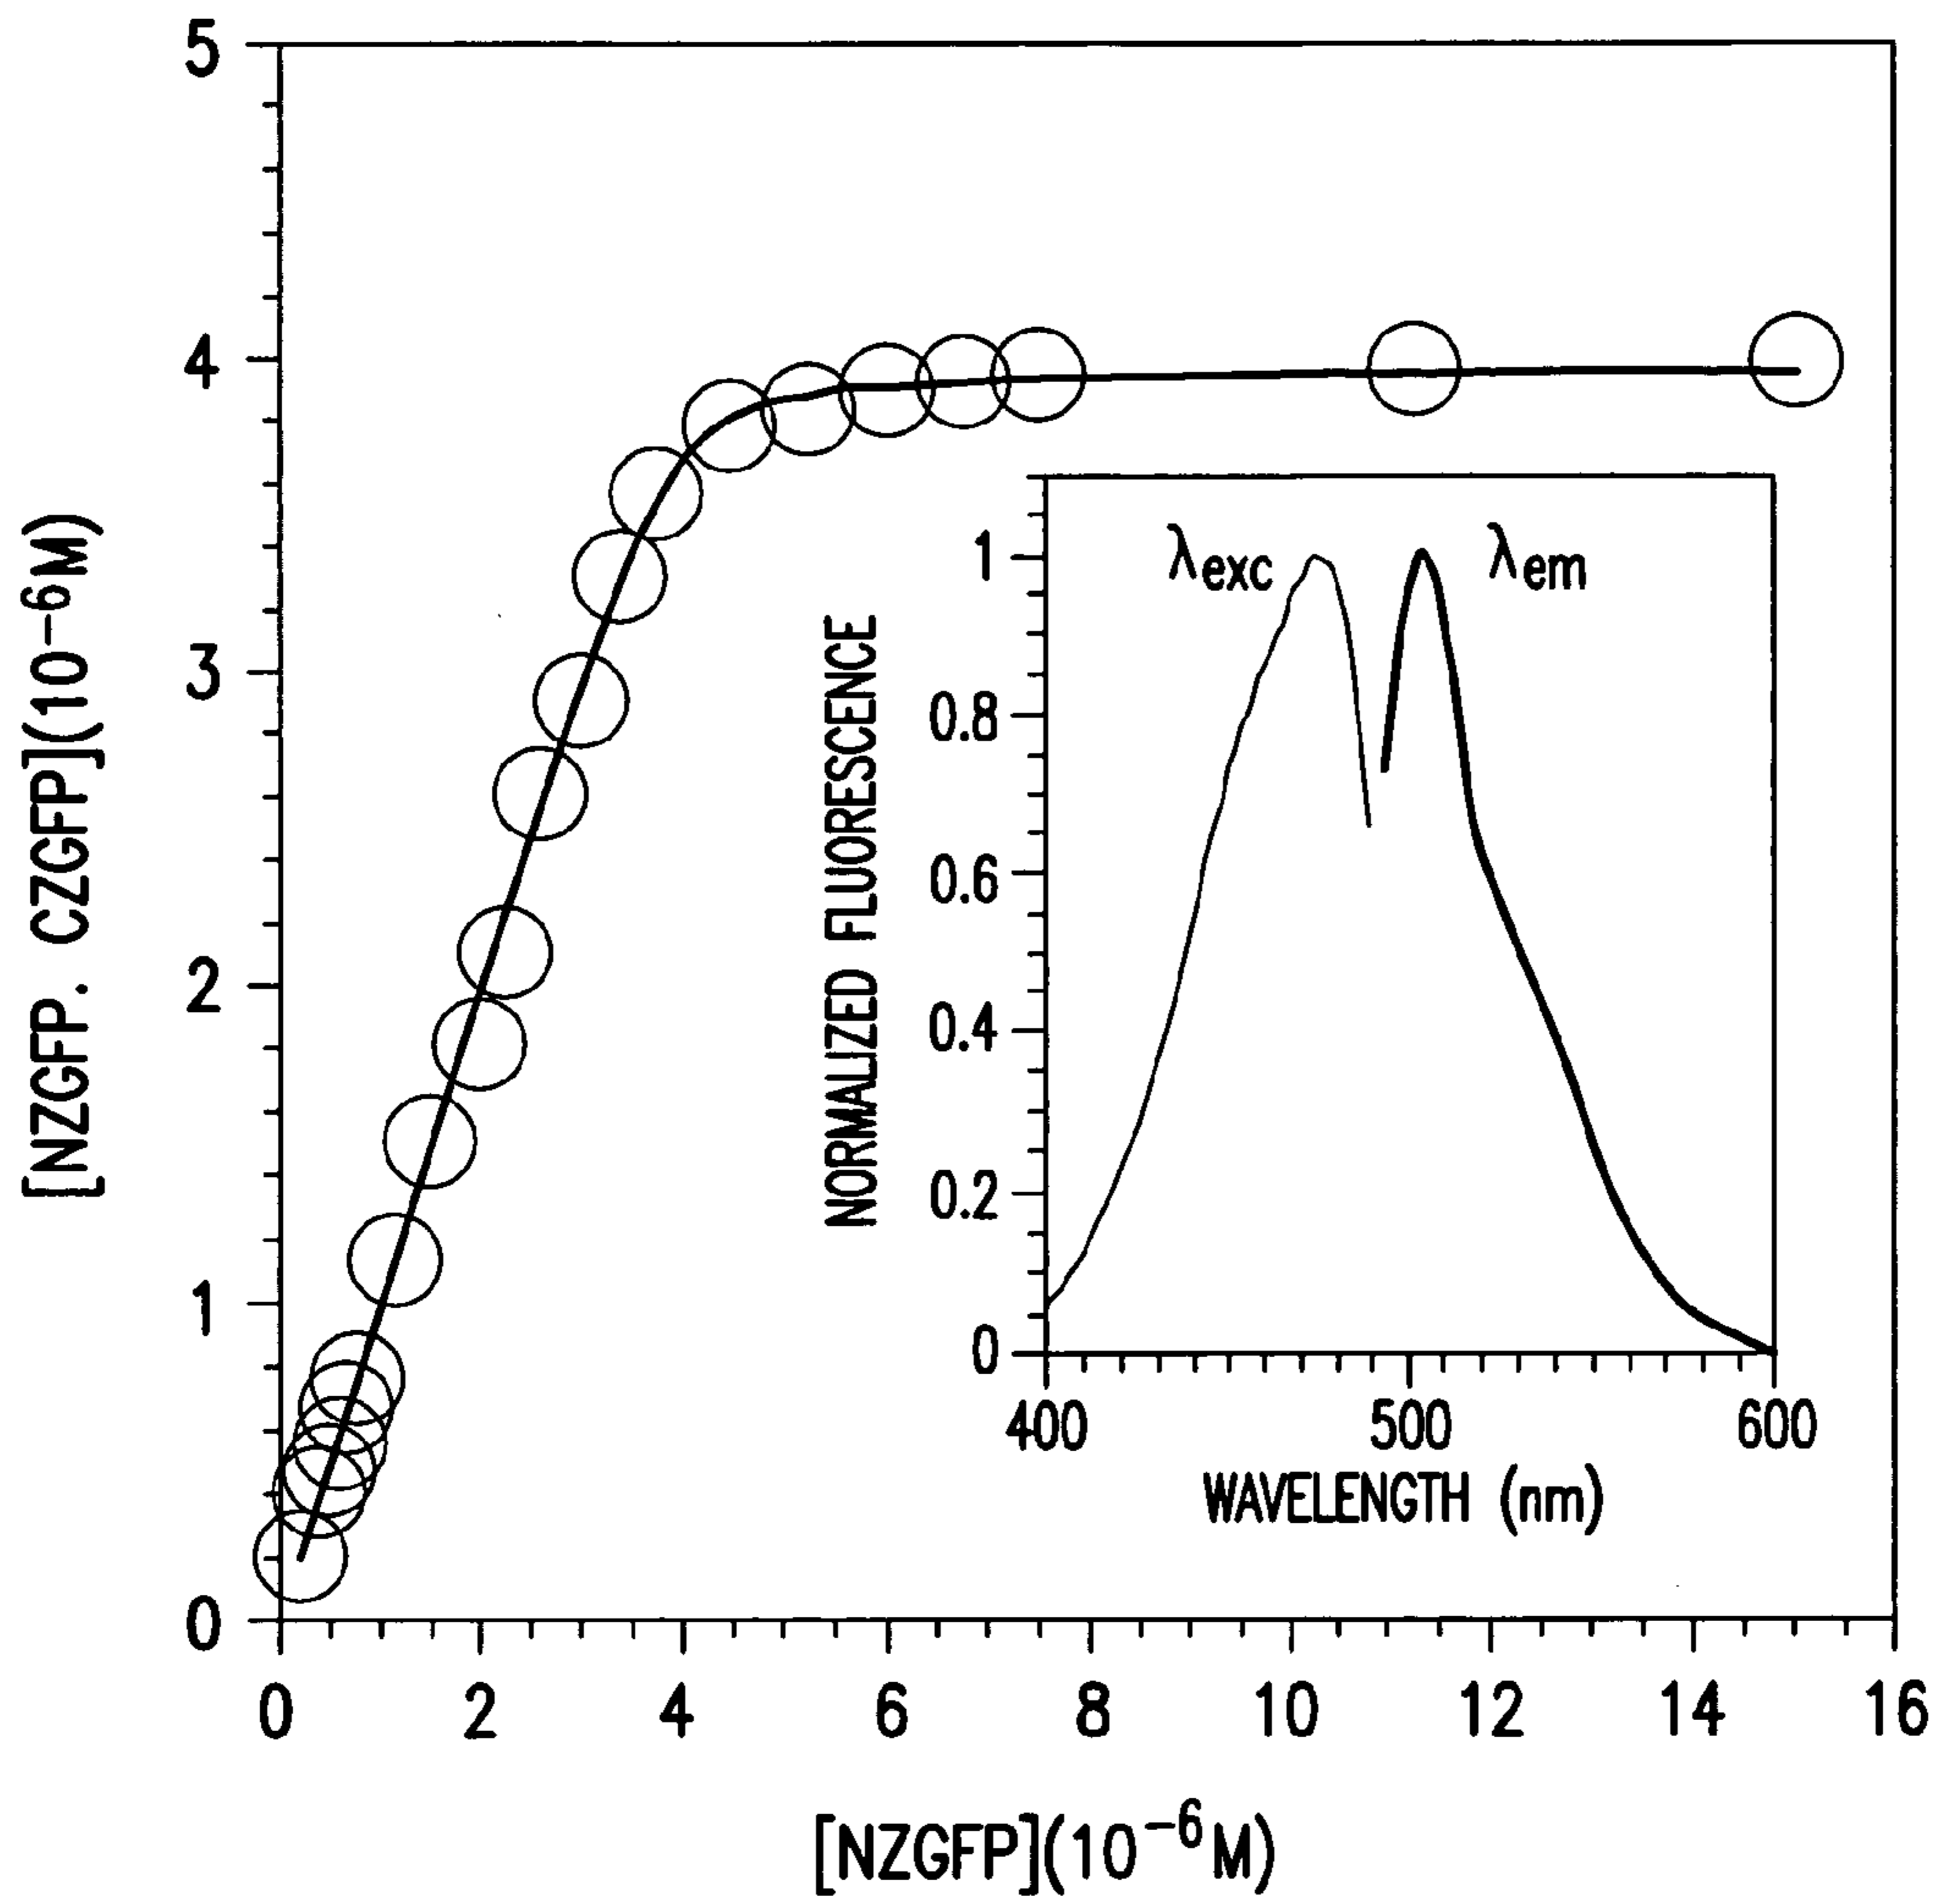 [NZGFP. CZGFP](10⁻⁶M)
5
4
3
2
1
0
0 2 4 6 8 10 12 14 16
[NZGFP](10⁻⁶M)
NORMALIZED FLUORESCENCE
λexc λem
1
0.8
0.6
0.4
0.2
0
400 500 600
WAVELENGTH (nm)